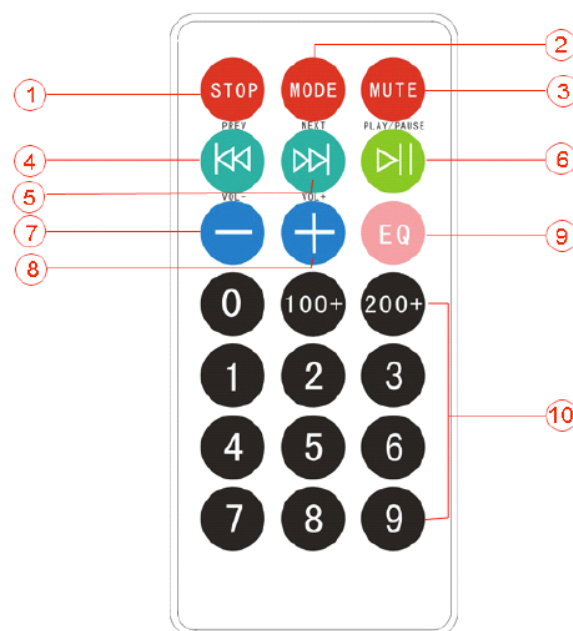 2
1 STOP MODE MUTE 3
PREV NEXT PLAY/PAUSE
4 6
5
VOL- VOL+
7 EQ 9
8
0 100+ 200+
1 2 3
10
4 5 6
7 8 9